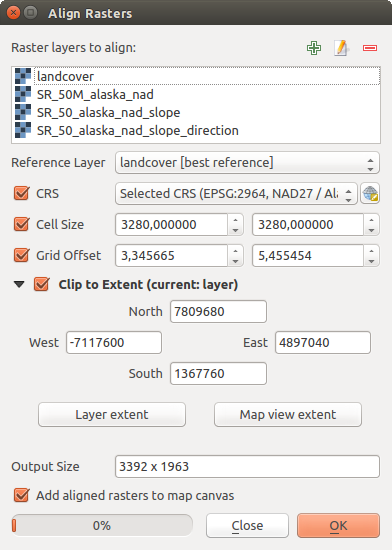 Align Rasters
Raster layers to align:
landcover
SR_50M_alaska_nad
SR_50_alaska_nad_slope
SR_50_alaska_nad_slope_direction
Reference Layer landcover [best reference]
CRS Selected CRS (EPSG:2964, NAD27 / Ala
Cell Size 3280,000000 3280,000000
Grid Offset 3,345665 5,455454
Clip to Extent (current: layer)
North 7809680
West -7117600 East 4897040
South 1367760
Layer extent Map view extent
Output Size 3392 x 1963
Add aligned rasters to map canvas
0% Close OK